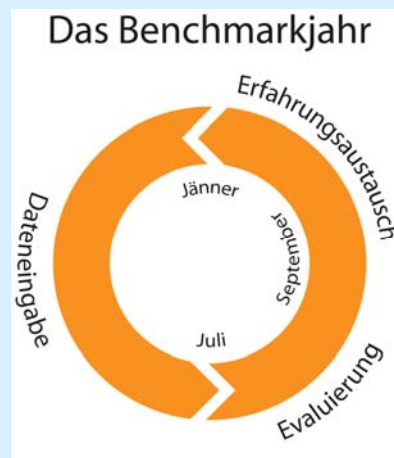 Das Benchmarkjahr
Erfahrungsaustausch
Jänner
Dateneingabe
September
Juli
Evaluierung